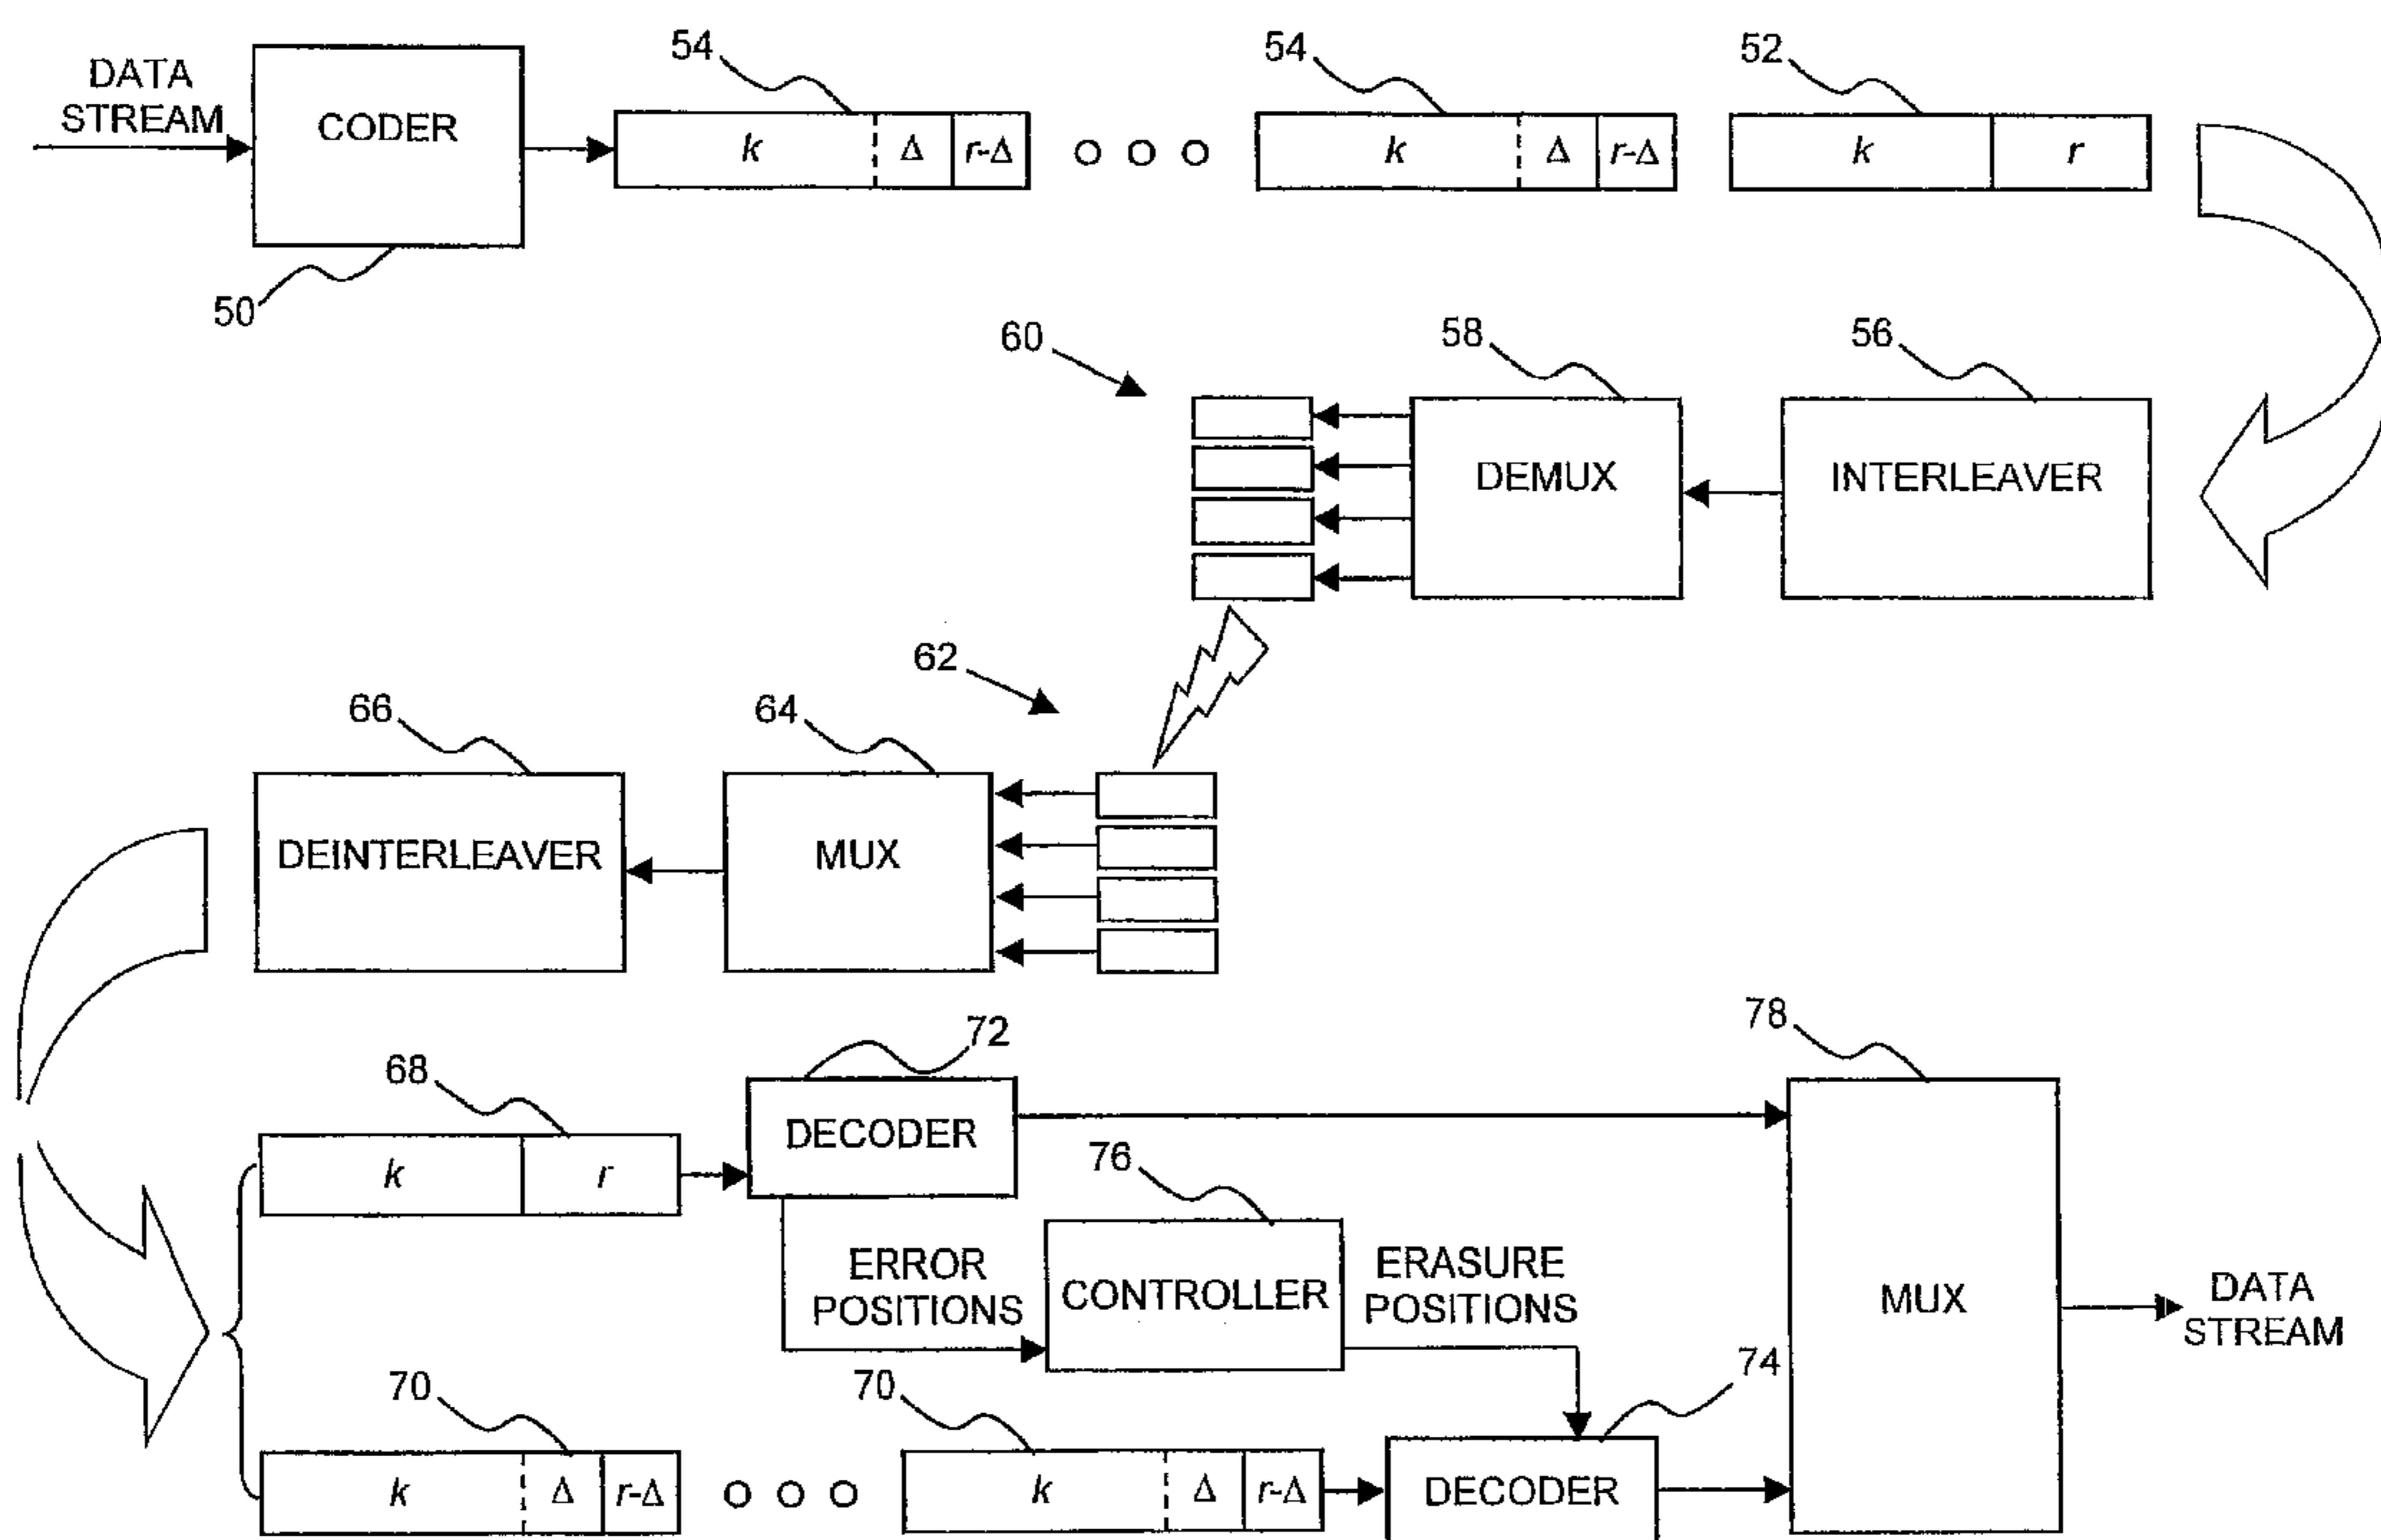 54
54
52
DATA
STREAM
CODER
k
Δ
r-Δ
k
Δ
r-Δ
k
r
50
60
58
56
DEMUX
INTERLEAVER
62
66
64
DEINTERLEAVER
MUX
72
78
68
DECODER
k
r
76
ERROR
POSITIONS
CONTROLLER
ERASURE
POSITIONS
MUX
DATA
STREAM
74
70
70
k
Δ
r-Δ
k
Δ
r-Δ
DECODER